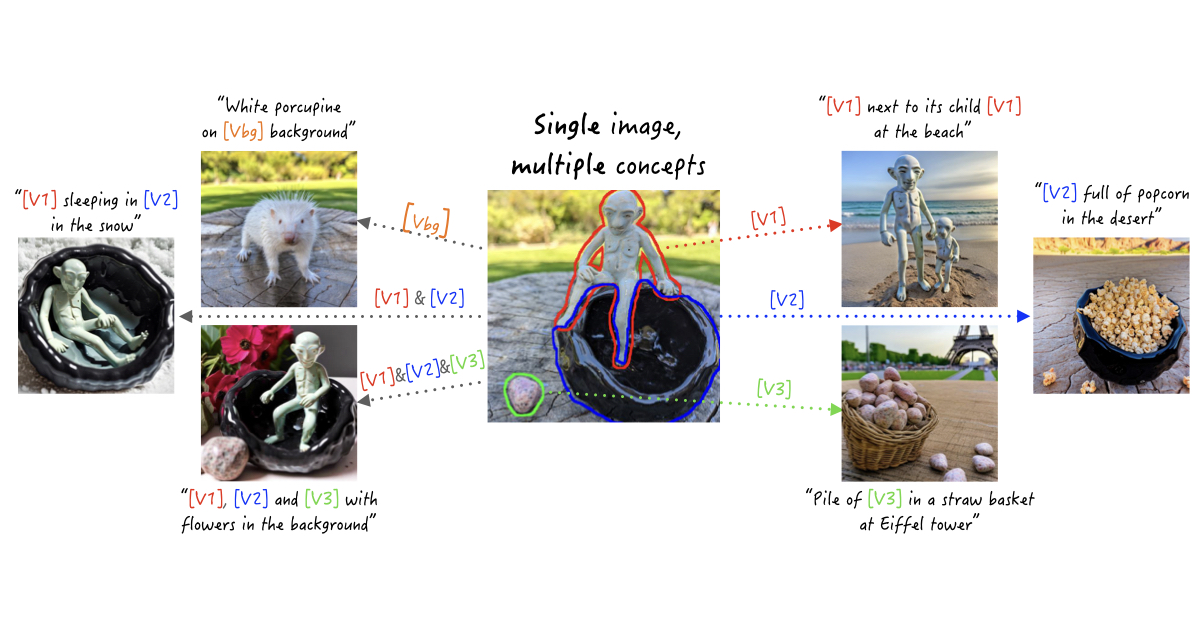 “White porcupine
on [Vbg] background”
“[V1] sleeping in [V2]
in the snow”
Single image,
multiple concepts
“[V1] next to its child [V1]
at the beach”
“[V2] full of popcorn
in the desert”
[Vbg]
[V1]
[V1] & [V2]
[V2]
[V1]&[V2]&[V3]
[V3]
“[V1], [V2] and [V3] with
flowers in the background”
“Pile of [V3] in a straw basket
at Eiffel tower”